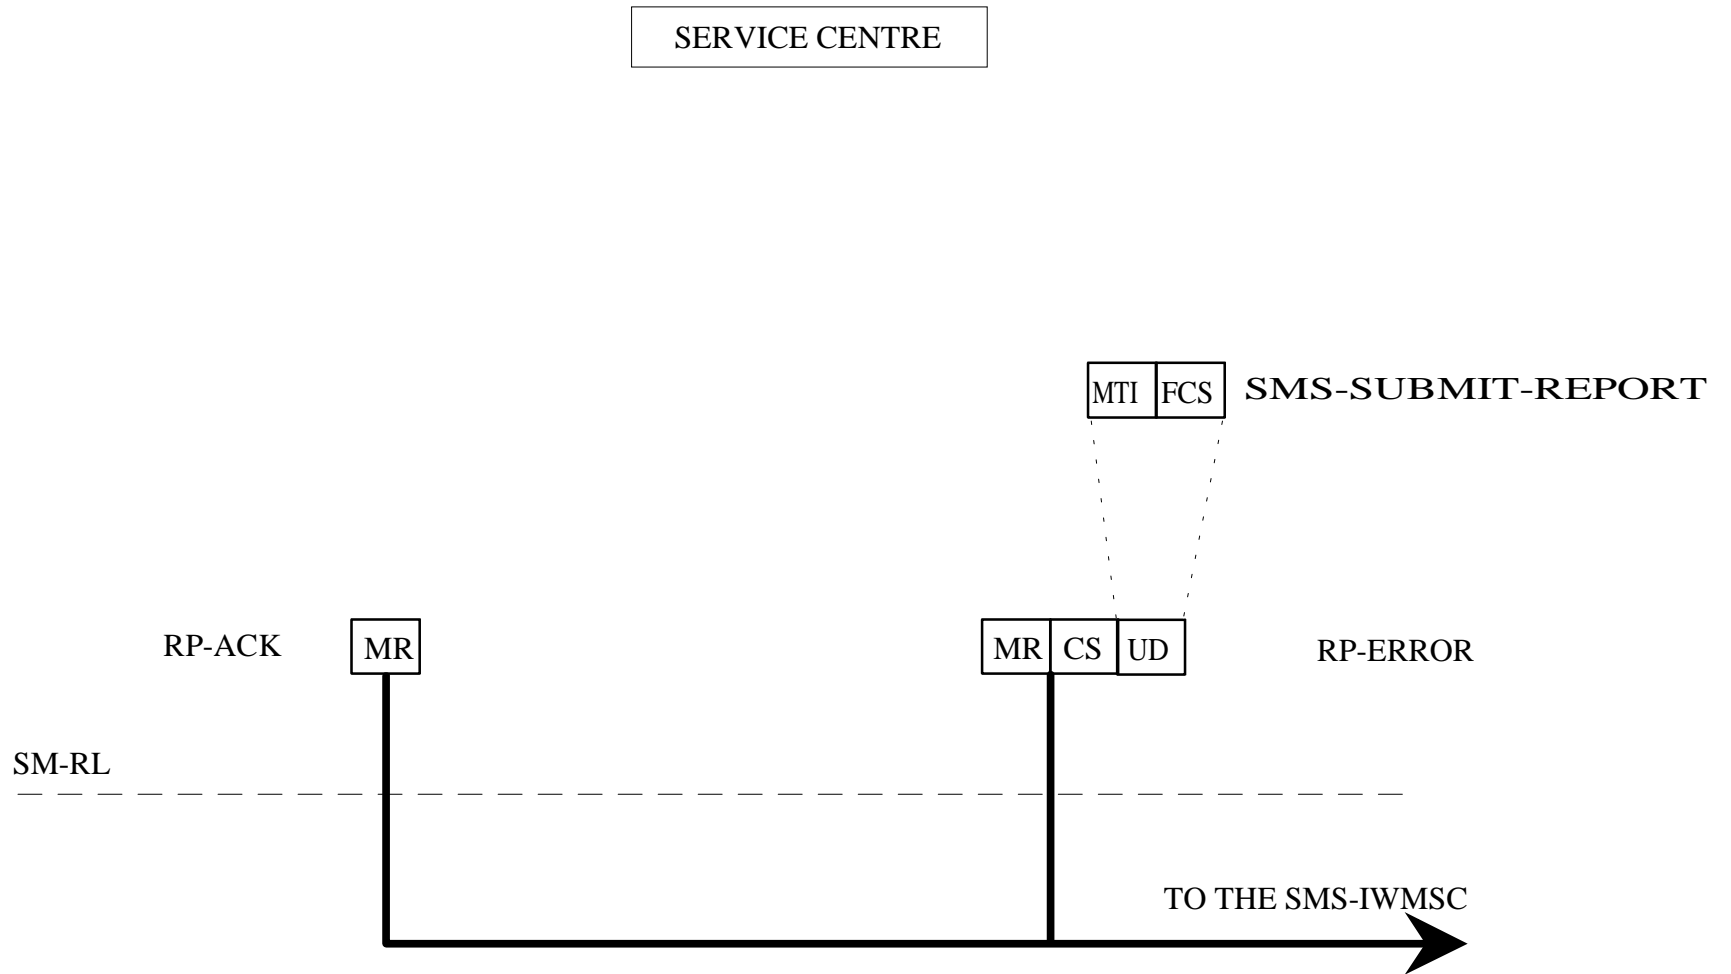 SERVICE CENTRE
MTI FCS SMS-SUBMIT-REPORT
RP-ACK MR MR CS UD RP-ERROR
SM-RL
TO THE SMS-IWMSC